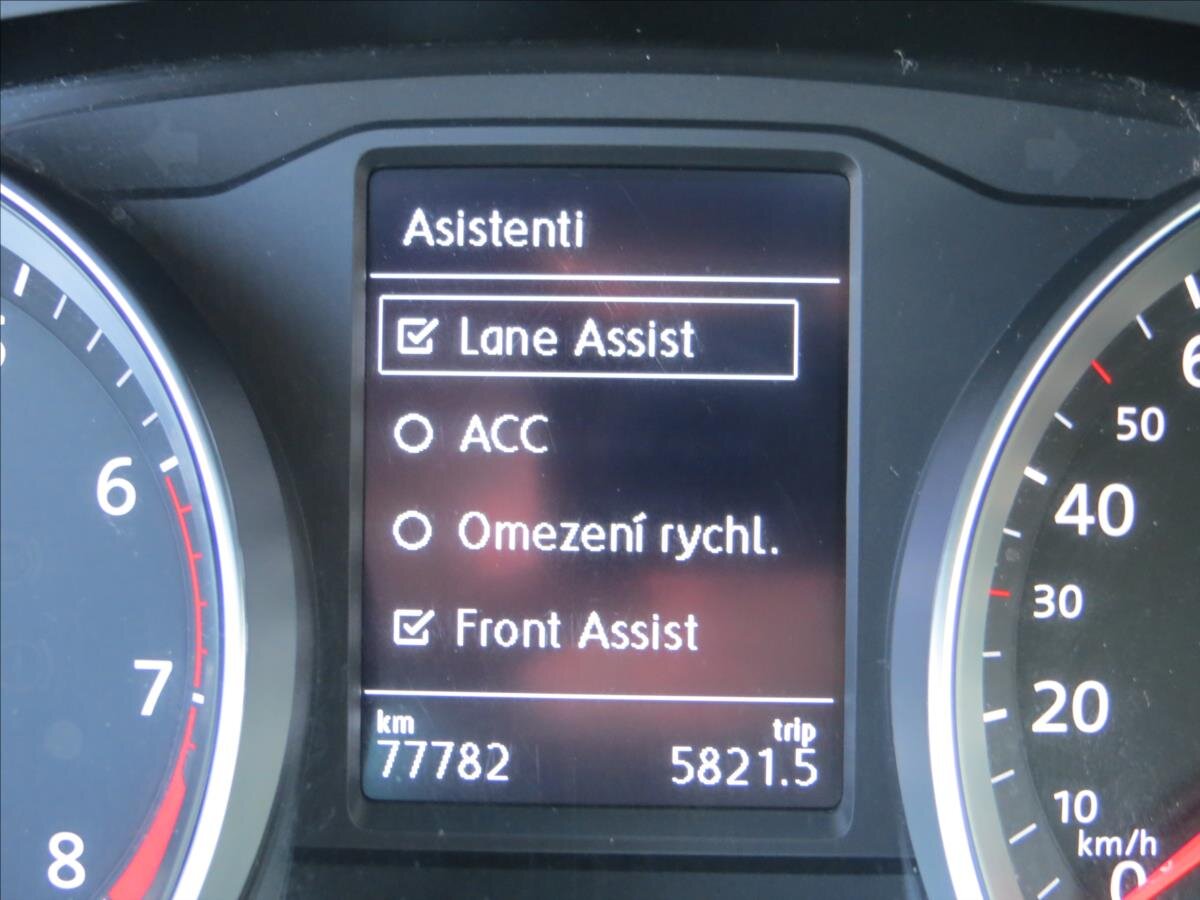 Asistenti
Lane Assist
ACC
Omezení rychl.
Front Assist
km trip
77782 5821.5
6
7
8
50
40
30
20
10
km/h
0